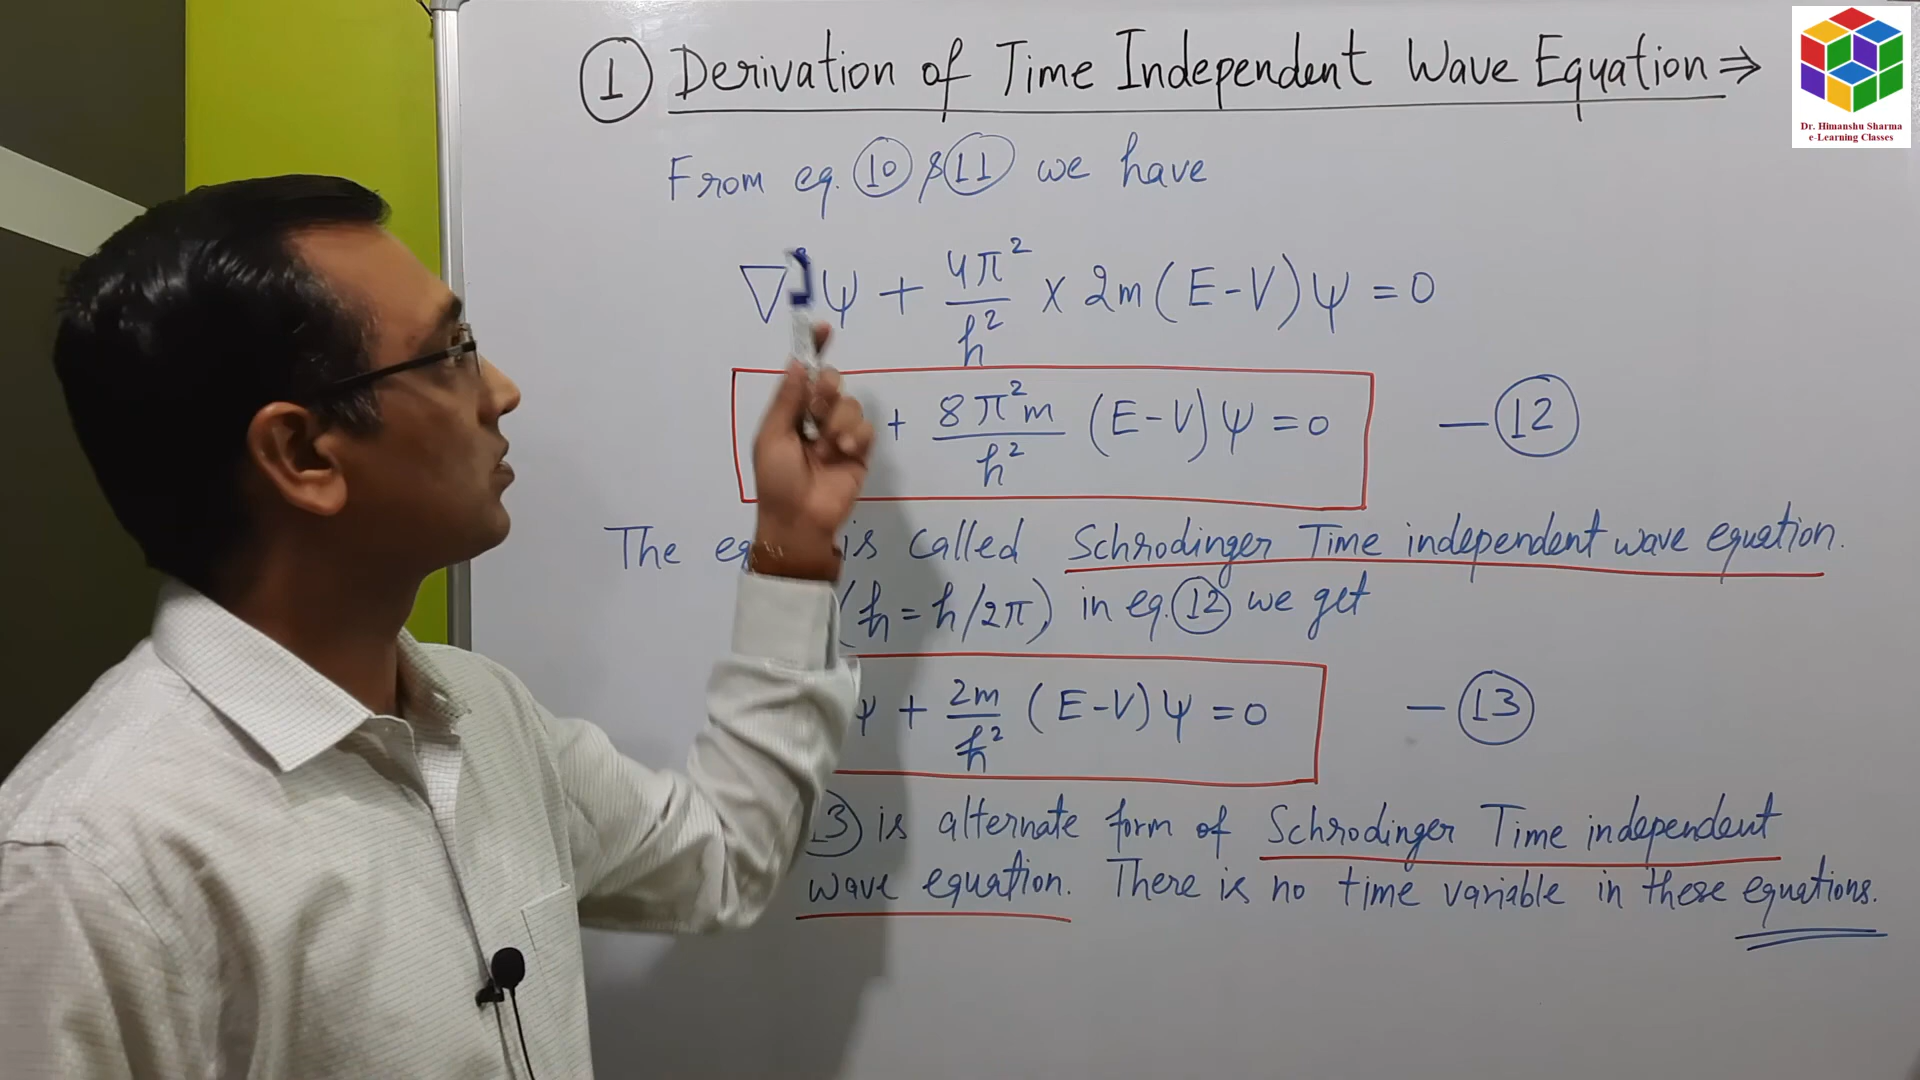 ① Derivation of Time Independent Wave Equation ⇒
Dr. Himanshu Sharma
e-Learning Classes
From eq. ⑩ & ⑪ we have
∇ ψ + 4π²/h² × 2m (E-V) ψ = 0
+ 8π²m/h² (E-V) ψ = 0 — ⑫
The is called Schrodinger Time independent wave equation.
(ħ = h/2π) in eq. ⑫ we get
ψ + 2m/ħ² (E-V) ψ = 0 — ⑬
⑬ is alternate form of Schrodinger Time independent
wave equation. There is no time variable in these equations.